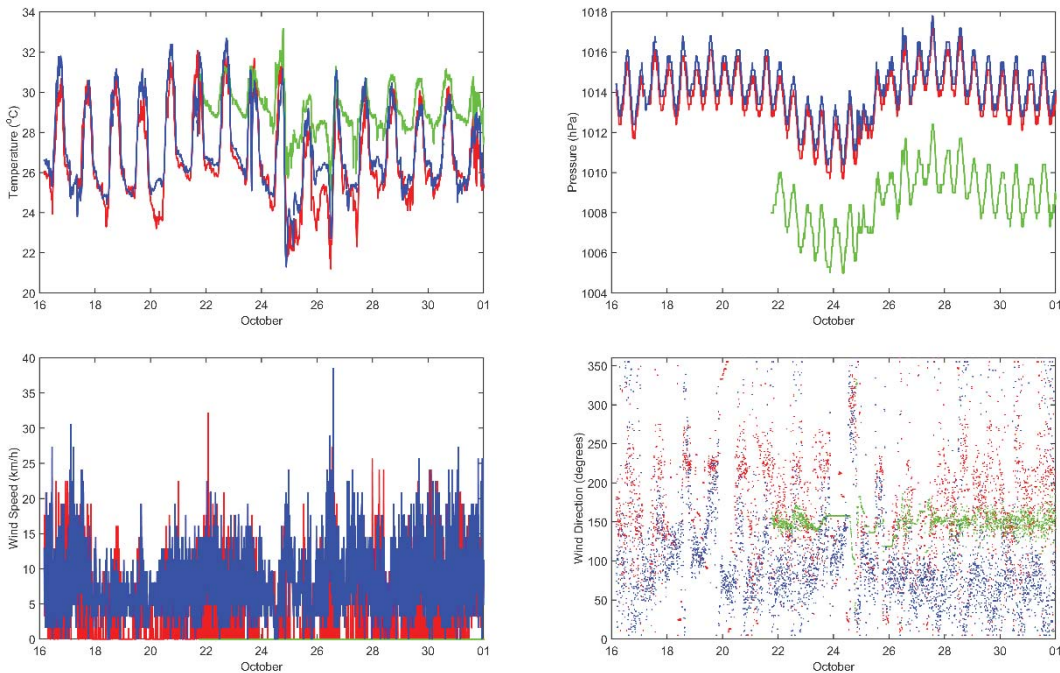 34
32
30
28
26
24
22
20
Temperature (⁰C)
16 18 20 22 24 26 28 30 01
October
1018
1016
1014
1012
1010
1008
1006
1004
Pressure (hPa)
16 18 20 22 24 26 28 30 01
October
40
35
30
25
20
15
10
5
0
Wind Speed (km/h)
16 18 20 22 24 26 28 30 01
October
350
300
250
200
150
100
50
0
Wind Direction (degrees)
16 18 20 22 24 26 28 30 01
October